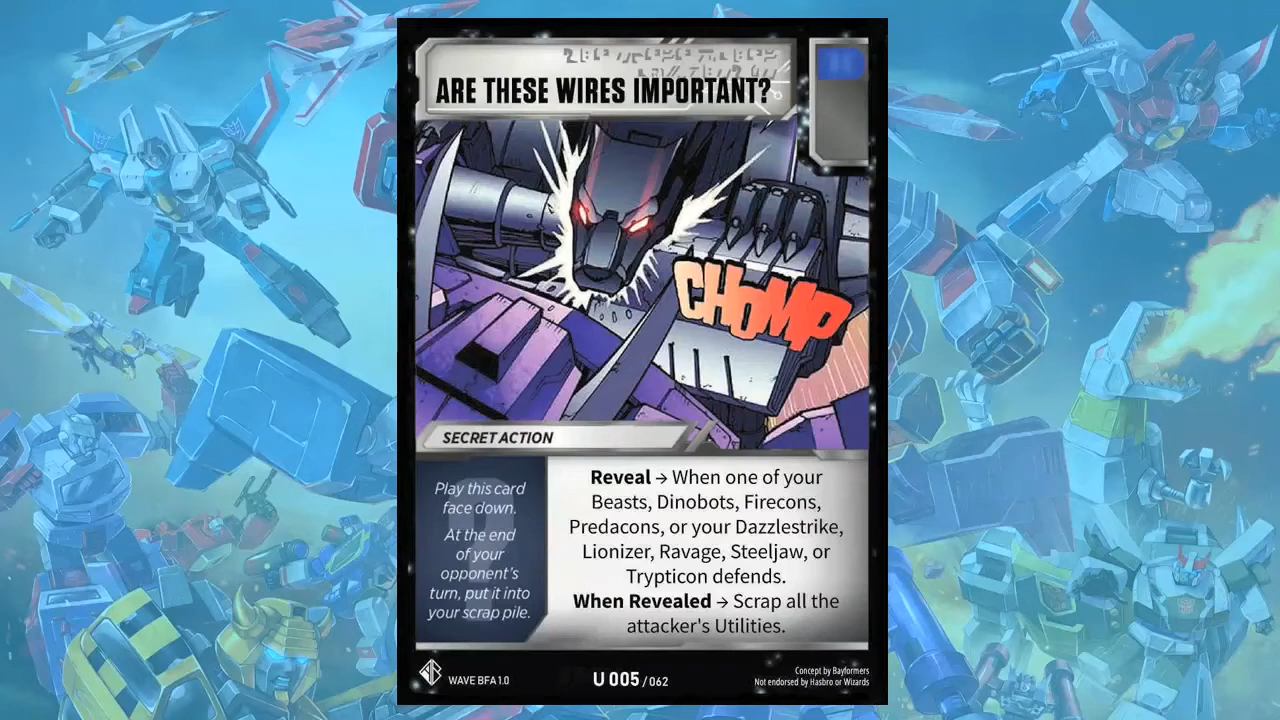 ARE THESE WIRES IMPORTANT?
CHOMP
SECRET ACTION
Play this card
face down.
At the end
of your
opponent's
turn, put it into
your scrap pile.
Reveal → When one of your
Beasts, Dinobots, Firecons,
Predacons, or your Dazzlestrike,
Lionizer, Ravage, Steeljaw, or
Trypticon defends.
When Revealed → Scrap all the
attacker's Utilities.
WAVE BFA 1.0
U 005 / 062
Concept by Bayformers
Not endorsed by Hasbro or Wizards